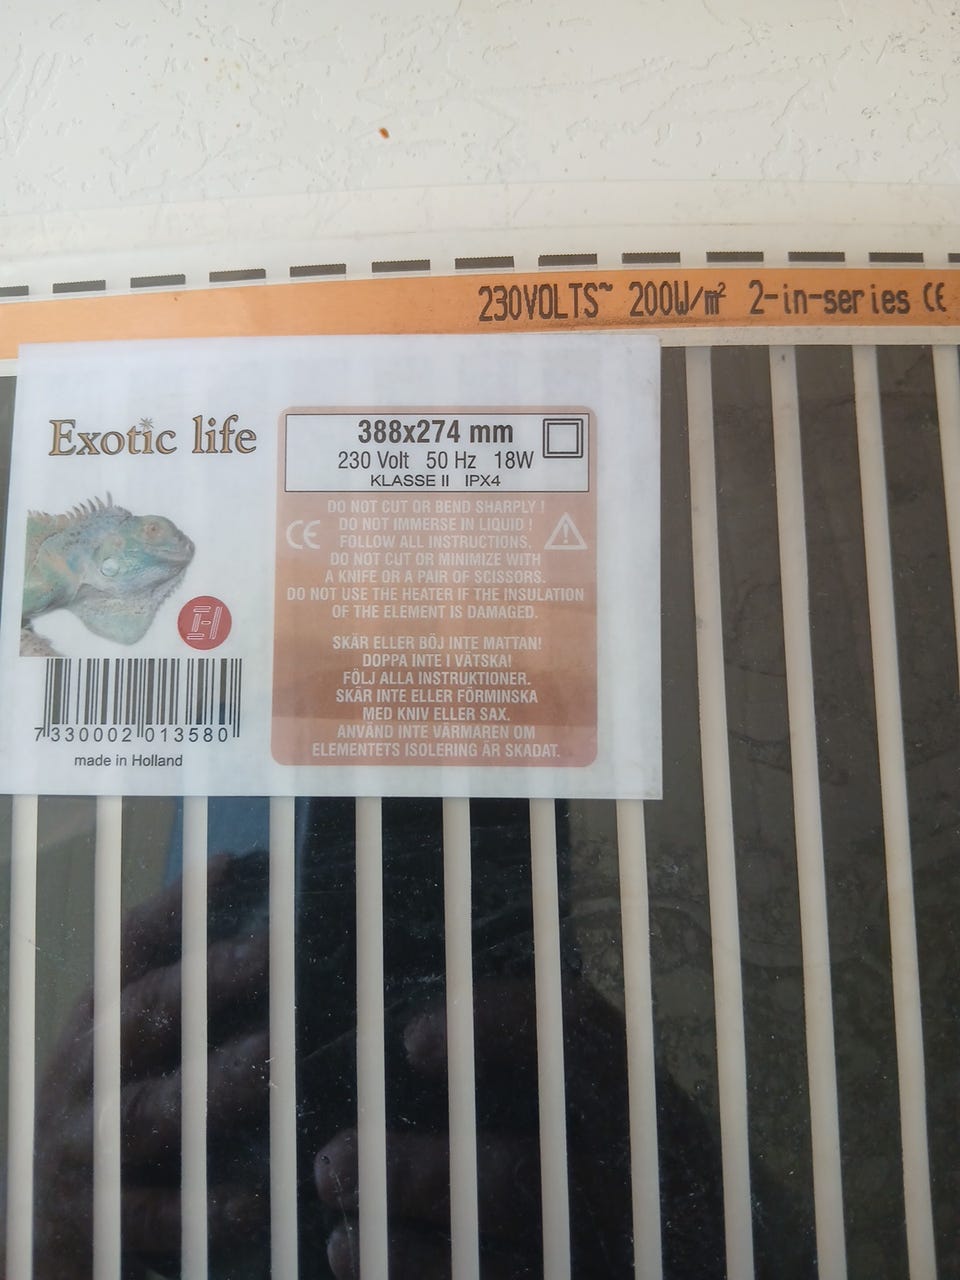 230VOLTS~ 200W/m² 2-in-series CE
Exotic life
388x274 mm
230 Volt 50 Hz 18W
KLASSE II IPX4
CE
DO NOT CUT OR BEND SHARPLY !
DO NOT IMMERSE IN LIQUID !
FOLLOW ALL INSTRUCTIONS,
DO NOT CUT OR MINIMIZE WITH
A KNIFE OR A PAIR OF SCISSORS.
DO NOT USE THE HEATER IF THE INSULATION
OF THE ELEMENT IS DAMAGED.
SKÄR ELLER BÖJ INTE MATTAN!
DOPPA INTE I VÄTSKA!
FÖLJ ALLA INSTRUKTIONER.
SKÄR INTE ELLER FÖRMINSKA
MED KNIV ELLER SAX.
ANVÄND INTE VÄRMAREN OM
ELEMENTETS ISOLERING ÄR SKADAT.
7 330002 013580
made in Holland